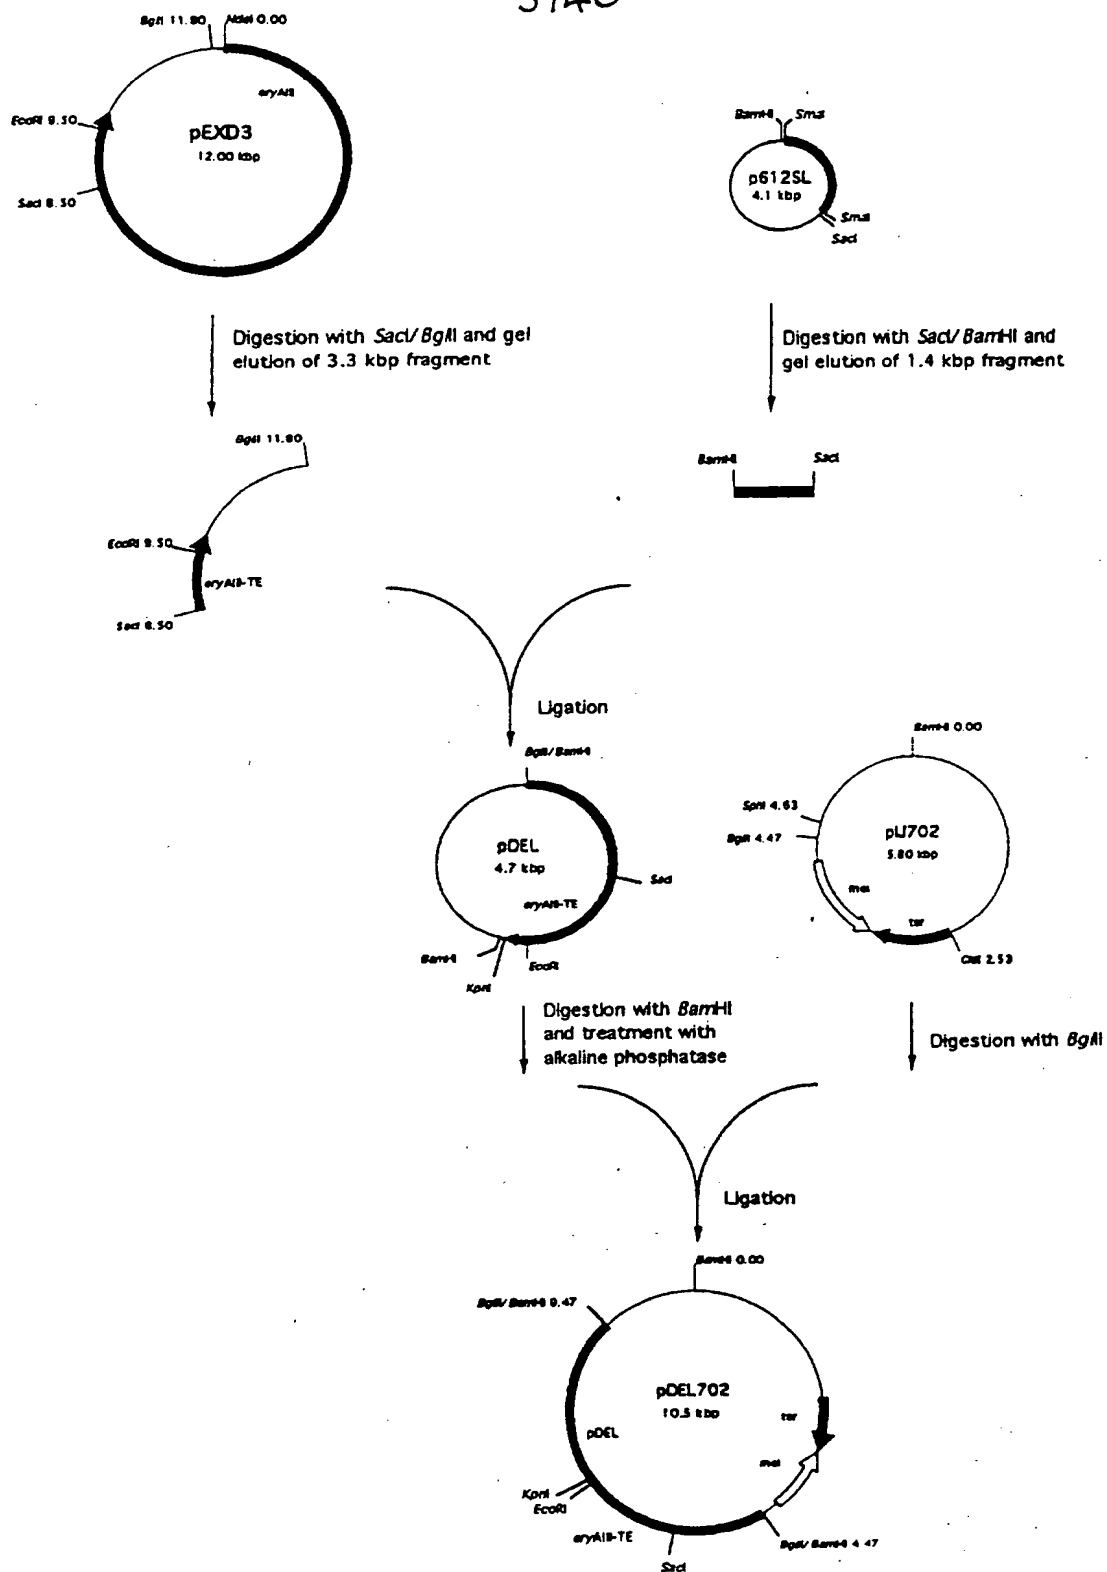 BglII 11.80
NdeI 0.00
eryAIII
EcoRI 9.50
pEXD3
12.00 kbp
SacI 8.50
BamHI
SmaI
p612SL
4.1 kbp
SmaI
SacI
Digestion with SacI/BglII and gel
elution of 3.3 kbp fragment
Digestion with SacI/BamHI and
gel elution of 1.4 kbp fragment
BglII 11.80
BamHI
SacI
EcoRI 9.50
eryAIII-TE
SacI 8.50
Ligation
BglII/BamHI
BamHI 0.00
SphI 4.63
BglII 4.47
pDEL
4.7 kbp
pIJ702
5.80 kbp
SacI
mel
eryAIII-TE
tsr
BamHI
EcoRI
KpnI
ClaI 2.53
Digestion with BamHI
and treatment with
alkaline phosphatase
Digestion with BglII
Ligation
BamHI 0.00
BglII/BamHI 9.47
pDEL702
10.5 kbp
tsr
pDEL
mel
KpnI
EcoRI
eryAIII-TE
BglII/BamHI 4.47
SacI